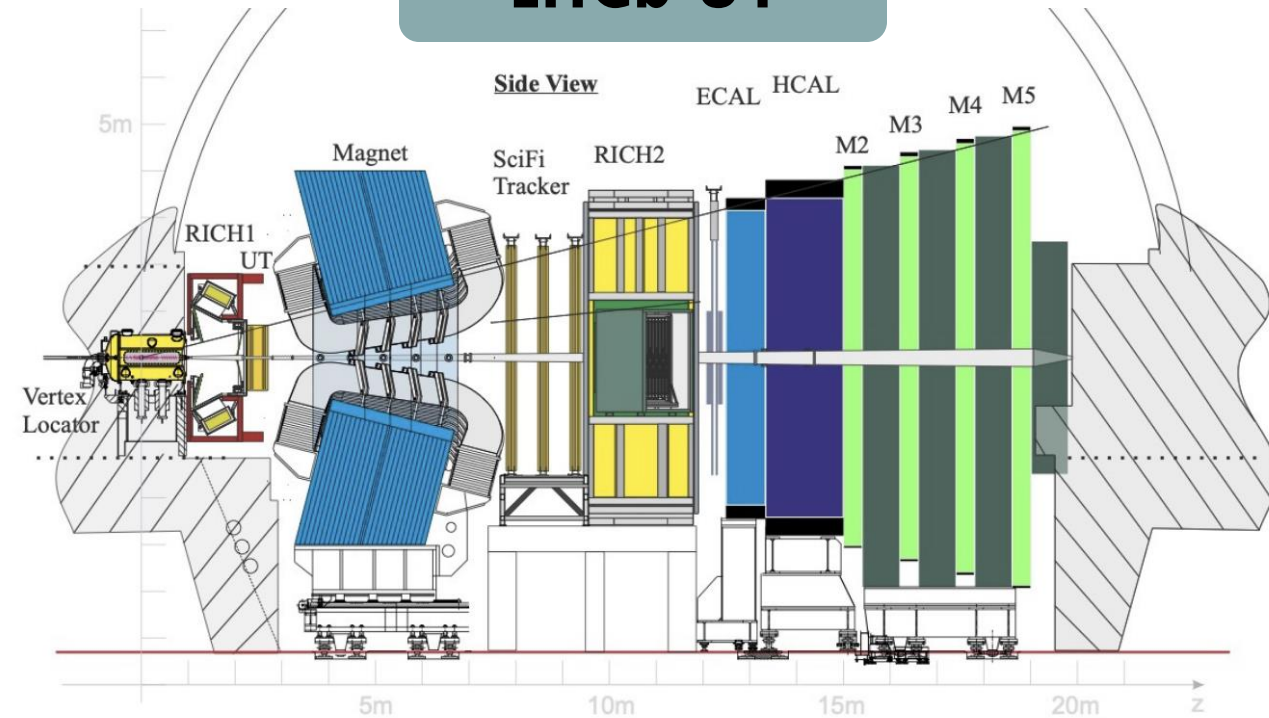 Side View
ECAL
HCAL
M2
M3
M4
M5
5m
Magnet
SciFi
Tracker
RICH2
RICH1
UT
Vertex
Locator
5m
10m
15m
20m
z